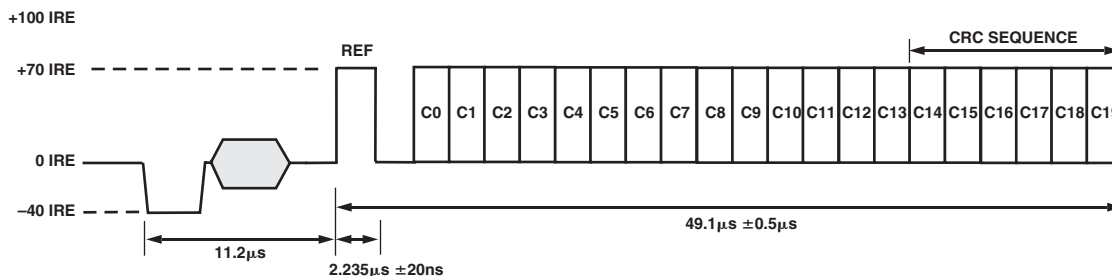 +100 IRE
REF
CRC SEQUENCE
+70 IRE
C0 C1 C2 C3 C4 C5 C6 C7 C8 C9 C10 C11 C12 C13 C14 C15 C16 C17 C18
0 IRE
–40 IRE
49.1µs ±0.5µs
11.2µs
2.235µs ±20ns